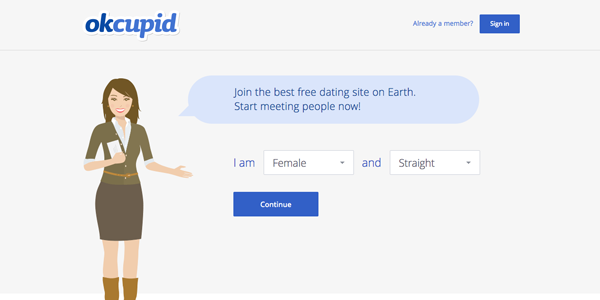 okcupid
Already a member?
Sign in
Join the best free dating site on Earth.
Start meeting people now!
I am Female and Straight
Continue